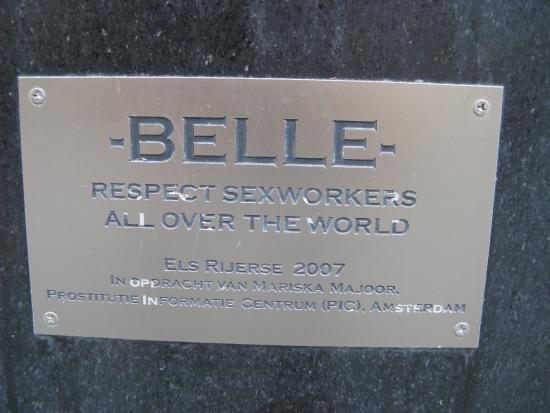 -BELLE-
RESPECT SEXWORKERS
ALL OVER THE WORLD
ELS RIJERSE 2007
IN OPDRACHT VAN MARISKA MAJOOR,
PROSTITUTIE INFORMATIE CENTRUM (PIC), AMSTERDAM